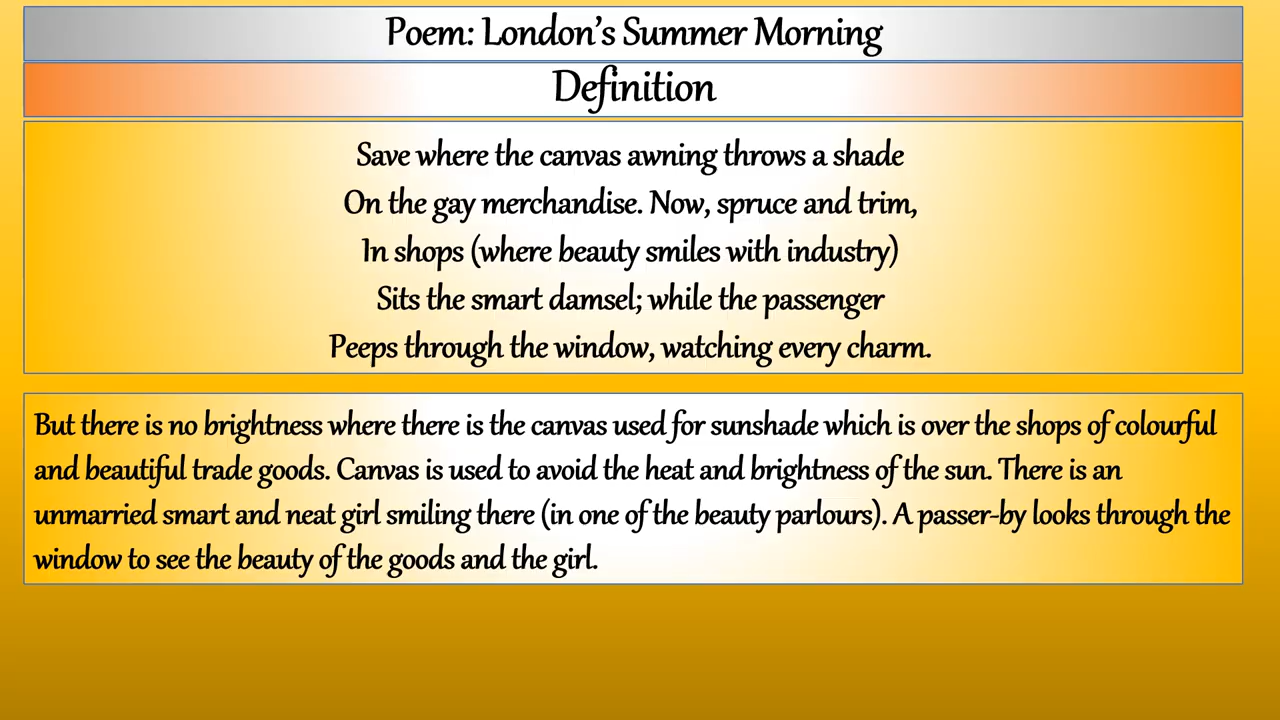 Poem: London's Summer Morning
Definition
Save where the canvas awning throws a shade
On the gay merchandise. Now, spruce and trim,
In shops (where beauty smiles with industry)
Sits the smart damsel; while the passenger
Peeps through the window, watching every charm.
But there is no brightness where there is the canvas used for sunshade which is over the shops of colourful
and beautiful trade goods. Canvas is used to avoid the heat and brightness of the sun. There is an
unmarried smart and neat girl smiling there (in one of the beauty parlours). A passer-by looks through the
window to see the beauty of the goods and the girl.